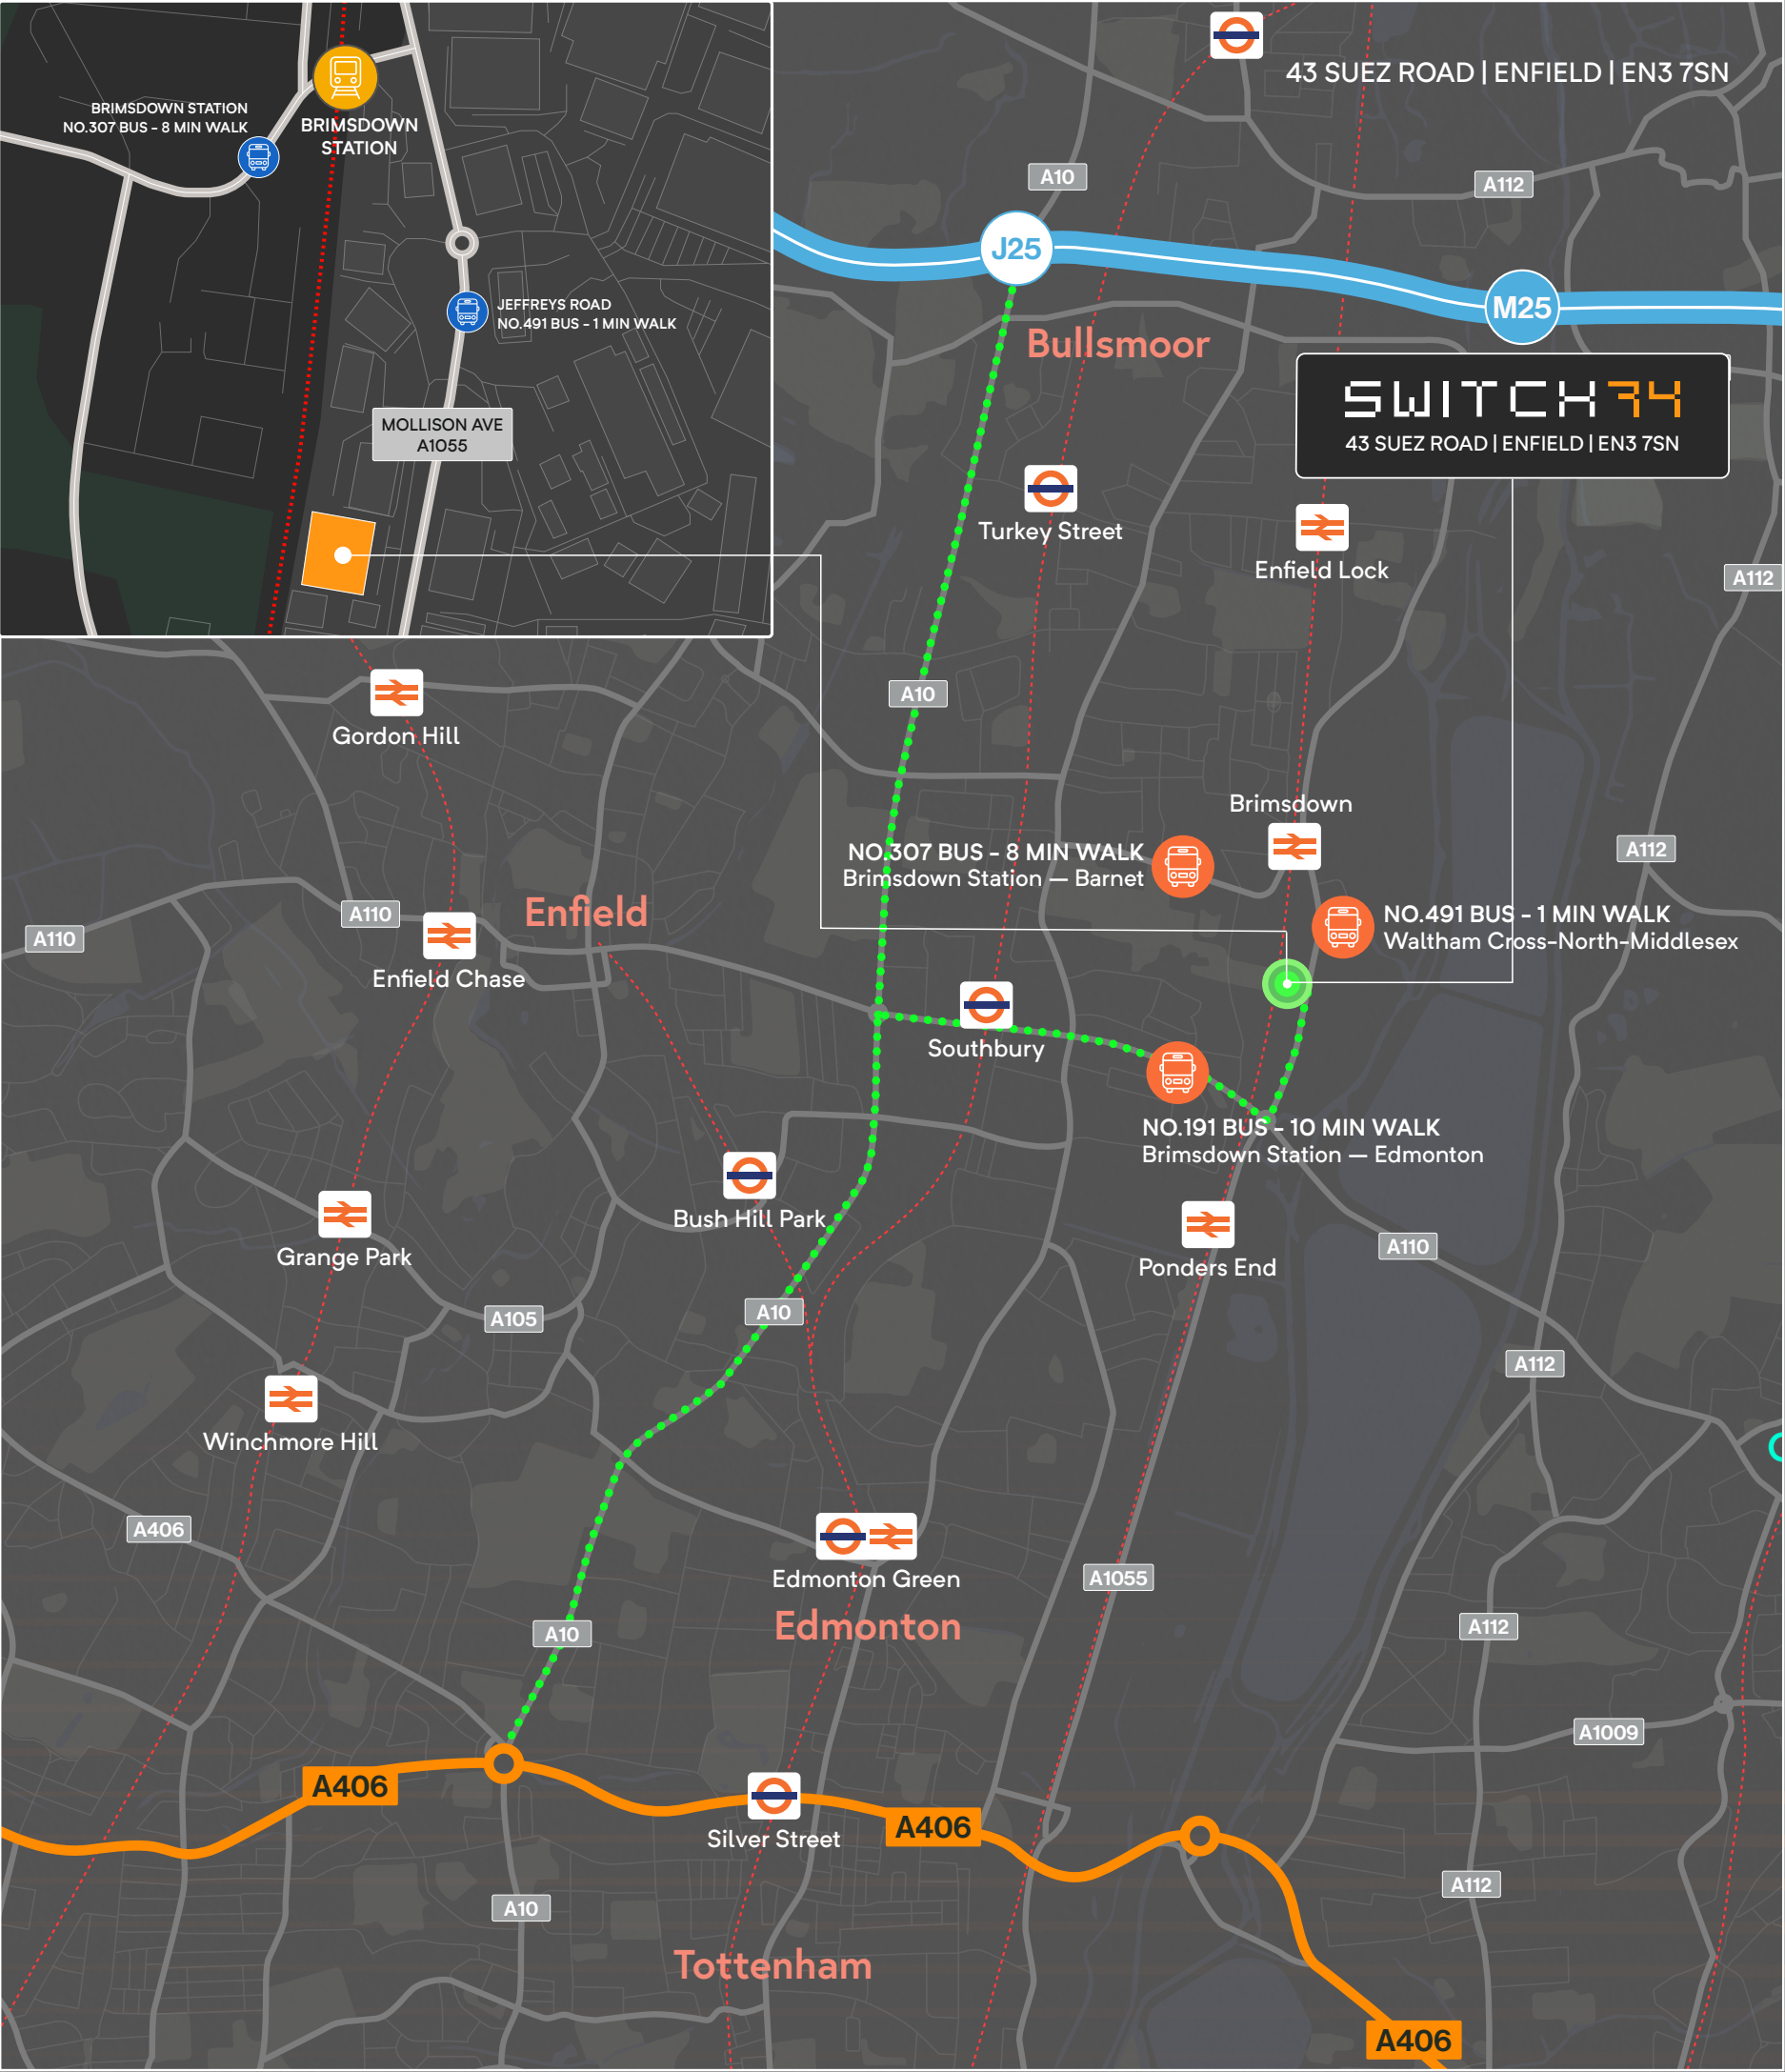 BRIMSDOWN STATION
NO.307 BUS - 8 MIN WALK
BRIMSDOWN
STATION
JEFFREYS ROAD
NO.491 BUS - 1 MIN WALK
MOLLISON AVE
A1055
43 SUEZ ROAD | ENFIELD | EN3 7SN
A10
A112
J25
M25
Bullsmoor
SWITCH34
43 SUEZ ROAD | ENFIELD | EN3 7SN
Turkey Street
Enfield Lock
A112
A10
Gordon Hill
Brimsdown
NO.307 BUS - 8 MIN WALK
Brimsdown Station — Barnet
A112
A110
Enfield
A110
NO.491 BUS - 1 MIN WALK
Waltham Cross-North-Middlesex
Enfield Chase
Southbury
NO.191 BUS - 10 MIN WALK
Brimsdown Station — Edmonton
Bush Hill Park
Grange Park
Ponders End
A110
A105
A10
A112
Winchmore Hill
A406
Edmonton Green
A1055
Edmonton
A10
A112
A1009
A406
Silver Street
A406
A112
A10
Tottenham
A406